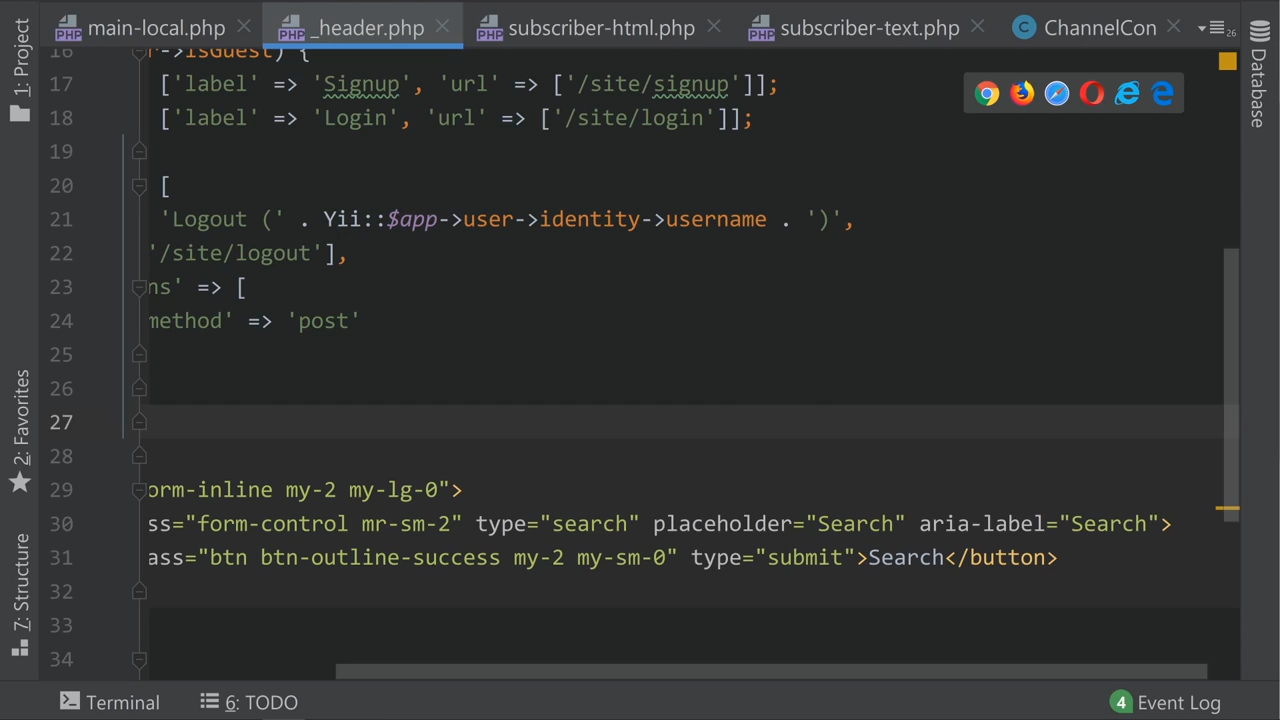 main-local.php
_header.php
subscriber-html.php
subscriber-text.php
ChannelCon
26
1: Project
2: Favorites
7: Structure
Database
16 r->isGuest) {
17 ['label' => 'Signup', 'url' => ['/site/signup']];
18 ['label' => 'Login', 'url' => ['/site/login']];
19
20 [
21 'Logout (' . Yii::$app->user->identity->username . ')',
22 '/site/logout'],
23 ns' => [
24 method' => 'post'
25
26
27
28
29 orm-inline my-2 my-lg-0">
30 ss="form-control mr-sm-2" type="search" placeholder="Search" aria-label="Search">
31 ass="btn btn-outline-success my-2 my-sm-0" type="submit">Search</button>
32
33
34
Terminal
6: TODO
4 Event Log